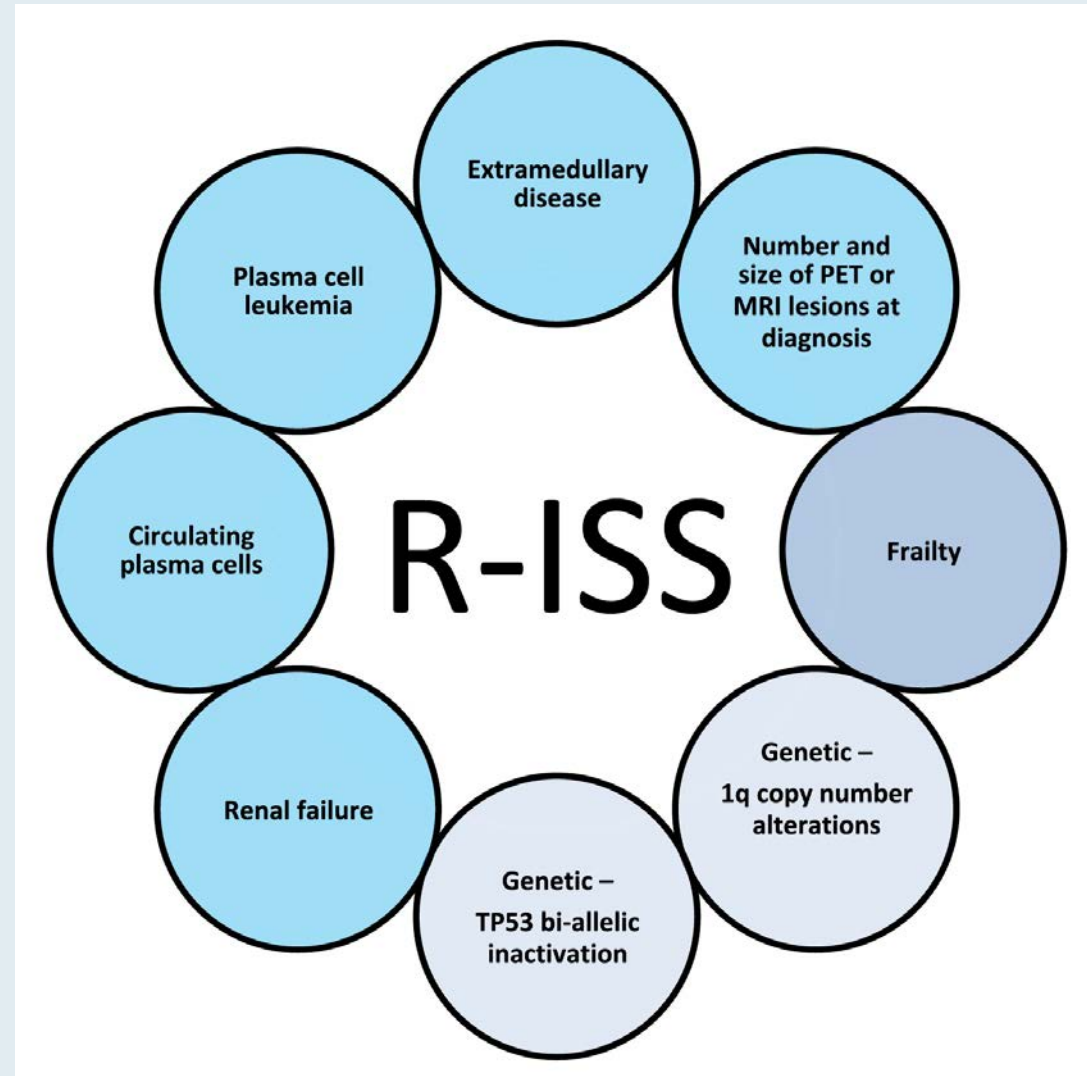 Extramedullary
disease
Number and
size of PET or
MRI lesions at
diagnosis
Frailty
Genetic –
1q copy number
alterations
Genetic –
TP53 bi-allelic
inactivation
Renal failure
Circulating
plasma cells
Plasma cell
leukemia
R-ISS